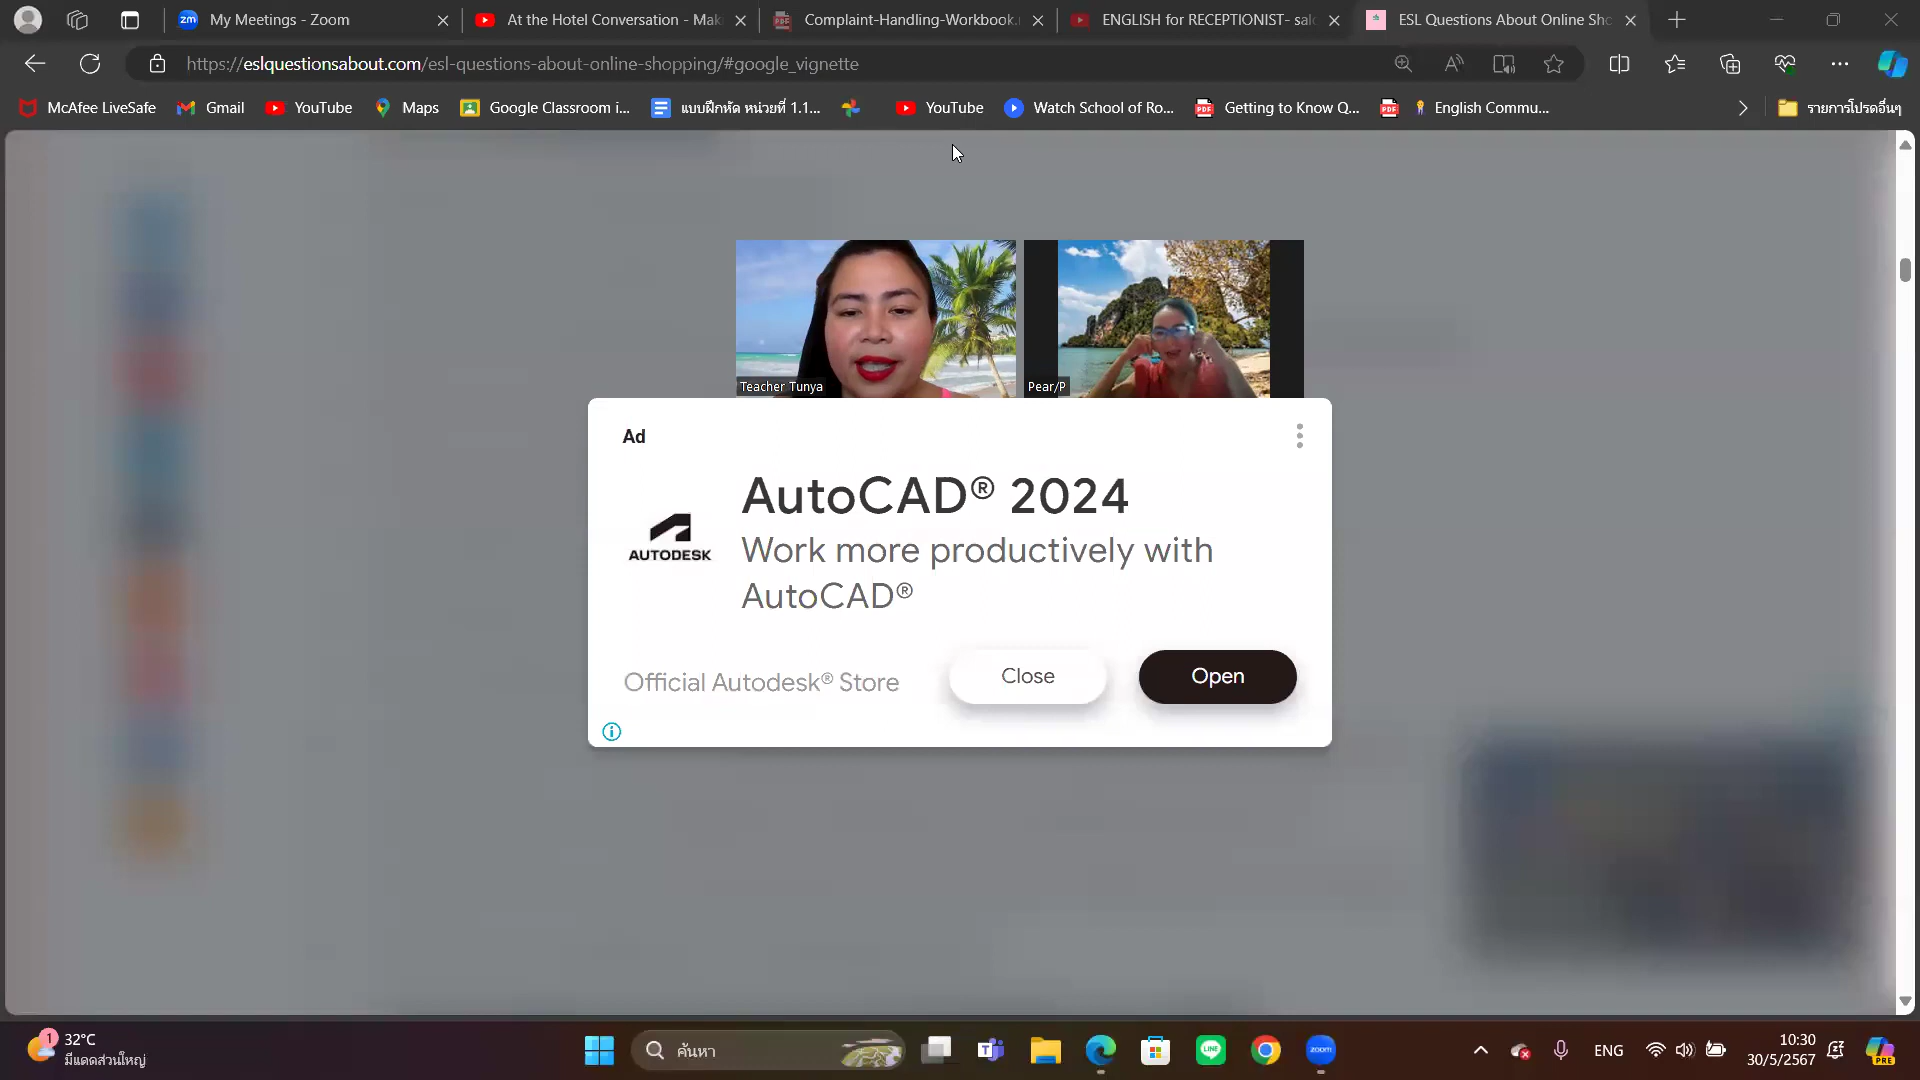 My Meetings - Zoom
At the Hotel Conversation - Mak
Complaint-Handling-Workbook.
ENGLISH for RECEPTIONIST- salo
ESL Questions About Online Sho
https://eslquestionsabout.com/esl-questions-about-online-shopping/#google_vignette
McAfee LiveSafe
Gmail
YouTube
Maps
Google Classroom i...
แบบฝึกหัด หน่วยที่ 1.1...
YouTube
Watch School of Ro...
Getting to Know Q...
English Commu...
รายการโปรดอื่นๆ
Teacher Tunya
Pear/P
Ad
AutoCAD® 2024
AUTODESK
Work more productively with
AutoCAD®
Official Autodesk® Store
Close
Open
1
32°C
มีแดดส่วนใหญ่
ค้นหา
LINE
zoom
ENG
10:30
30/5/2567
PRE